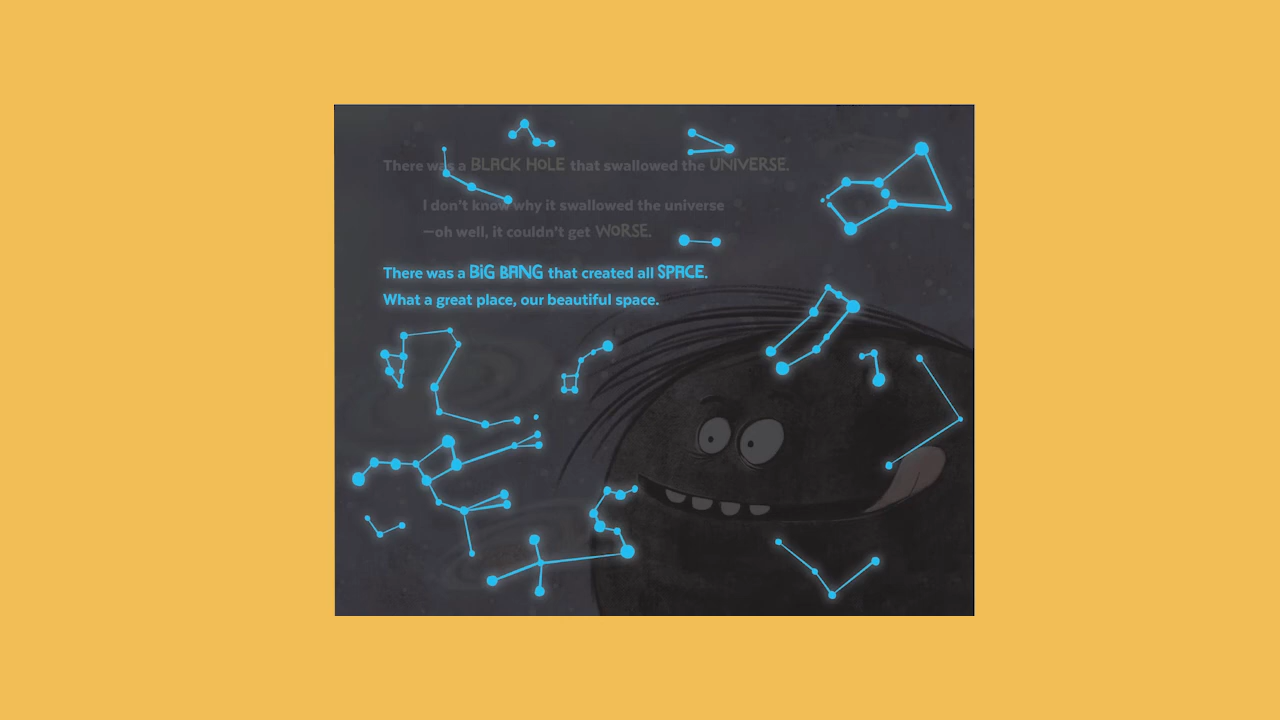 There was a BLACK HOLE that swallowed the UNIVERSE.
I don't know why it swallowed the universe
—oh well, it couldn't get WORSE.
There was a BiG BANG that created all SPACE.
What a great place, our beautiful space.